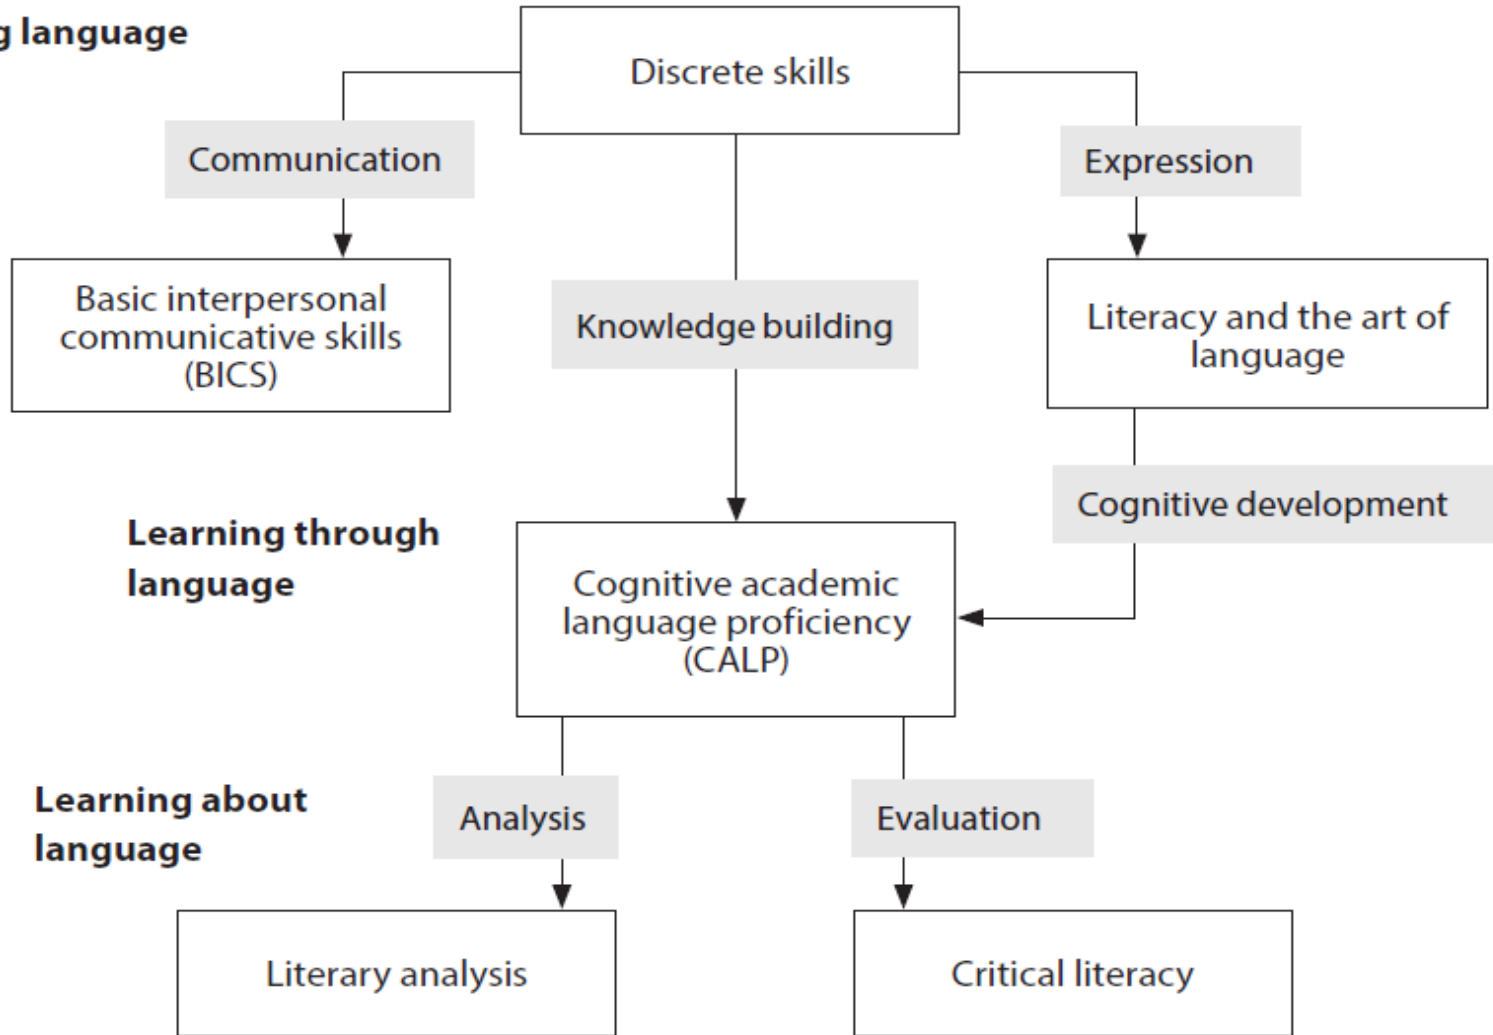 g language
Discrete skills
Communication
Expression
Basic interpersonal
communicative skills
(BICS)
Knowledge building
Literacy and the art of
language
Cognitive development
Learning through
language
Cognitive academic
language proficiency
(CALP)
Learning about
language
Analysis
Evaluation
Literary analysis
Critical literacy